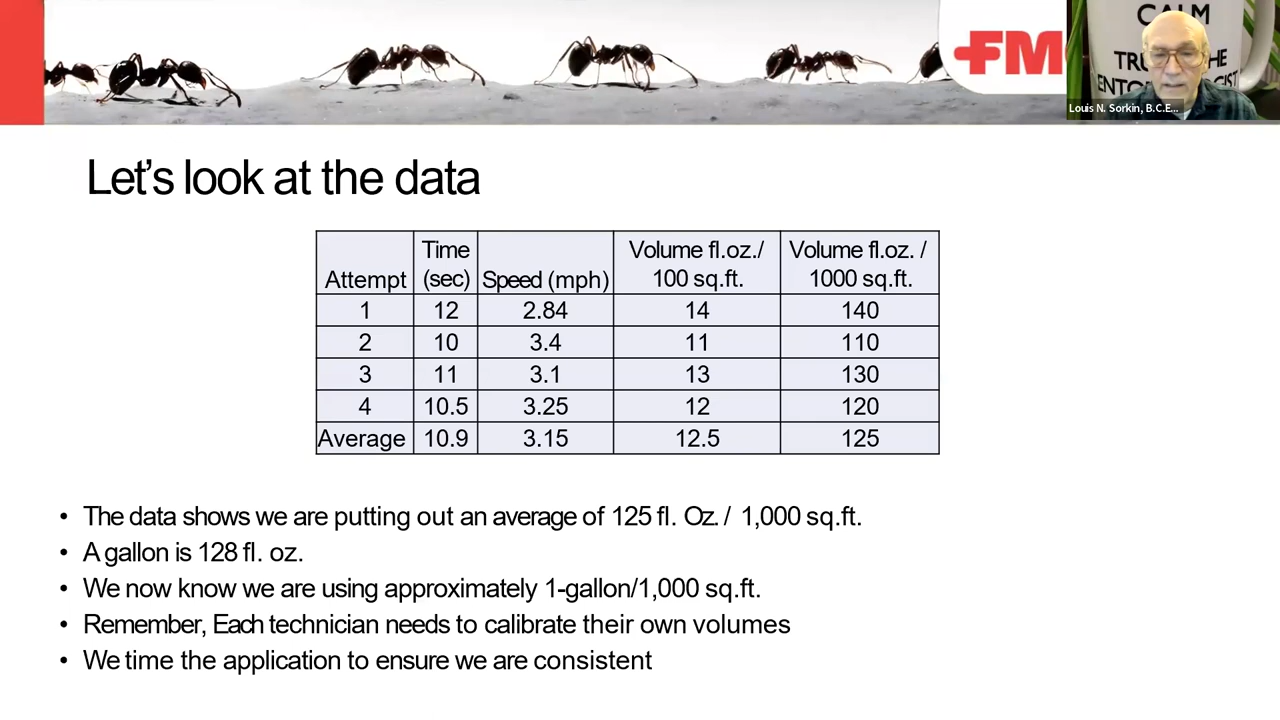 FM
CALM
TRU THE
ENTO GIST
Louis N. Sorkin, B.C.E...
Let's look at the data
Attempt Time (sec) Speed (mph) Volume fl.oz./ 100 sq.ft. Volume fl.oz. / 1000 sq.ft.
1 12 2.84 14 140
2 10 3.4 11 110
3 11 3.1 13 130
4 10.5 3.25 12 120
Average 10.9 3.15 12.5 125
• The data shows we are putting out an average of 125 fl. Oz. / 1,000 sq.ft.
• A gallon is 128 fl. oz.
• We now know we are using approximately 1-gallon/1,000 sq.ft.
• Remember, Each technician needs to calibrate their own volumes
• We time the application to ensure we are consistent